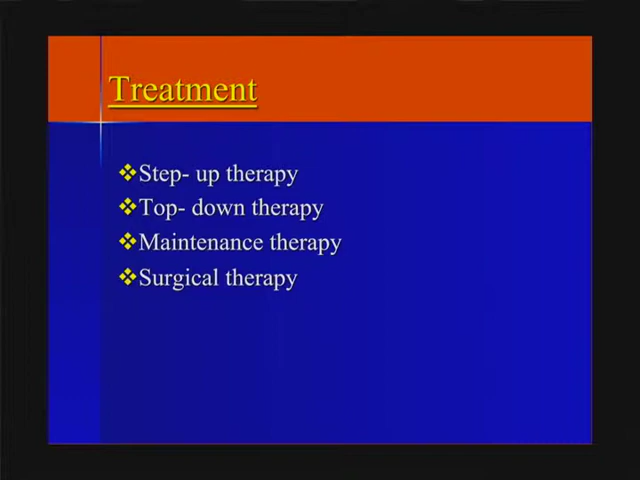 Treatment
Step- up therapy
Top- down therapy
Maintenance therapy
Surgical therapy